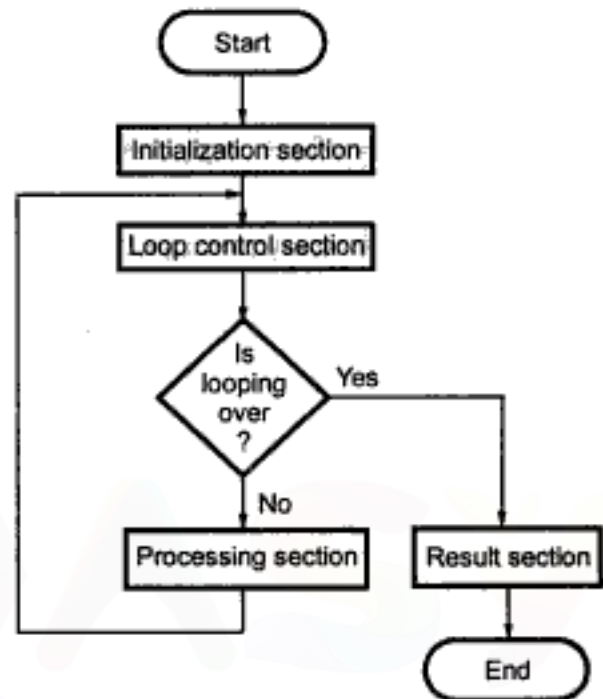 Start
Initialization section
Loop control section
Is
looping
over
?
Yes
No
Processing section
Result section
End